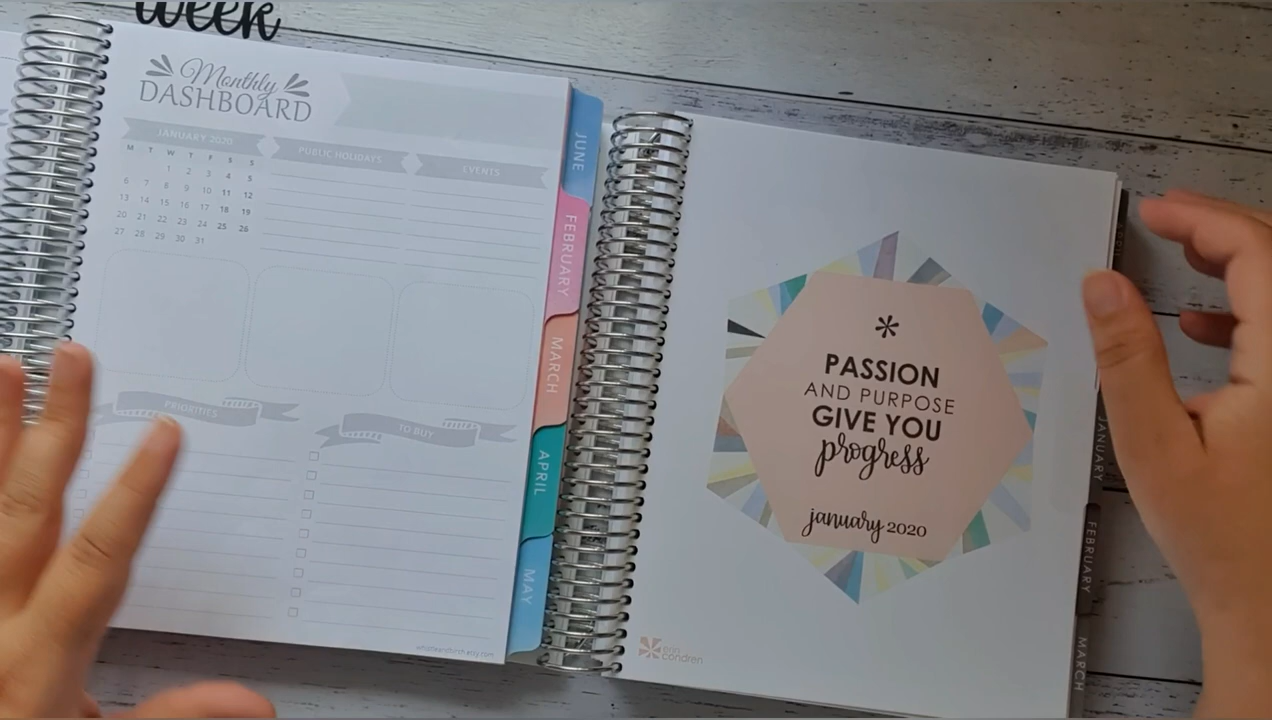 week
Monthly
DASHBOARD
JANUARY 2020
PUBLIC HOLIDAYS
EVENTS
M T W T F S S
1 2 3 4 5
6 7 8 9 10 11 12
13 14 15 16 17 18 19
20 21 22 23 24 25 26
27 28 29 30 31
PRIORITIES
TO BUY
JUNE
FEBRUARY
MARCH
APRIL
MAY
*
PASSION
AND PURPOSE
GIVE YOU
progress
january 2020
erin
condren
JANUARY
FEBRUARY
MARCH